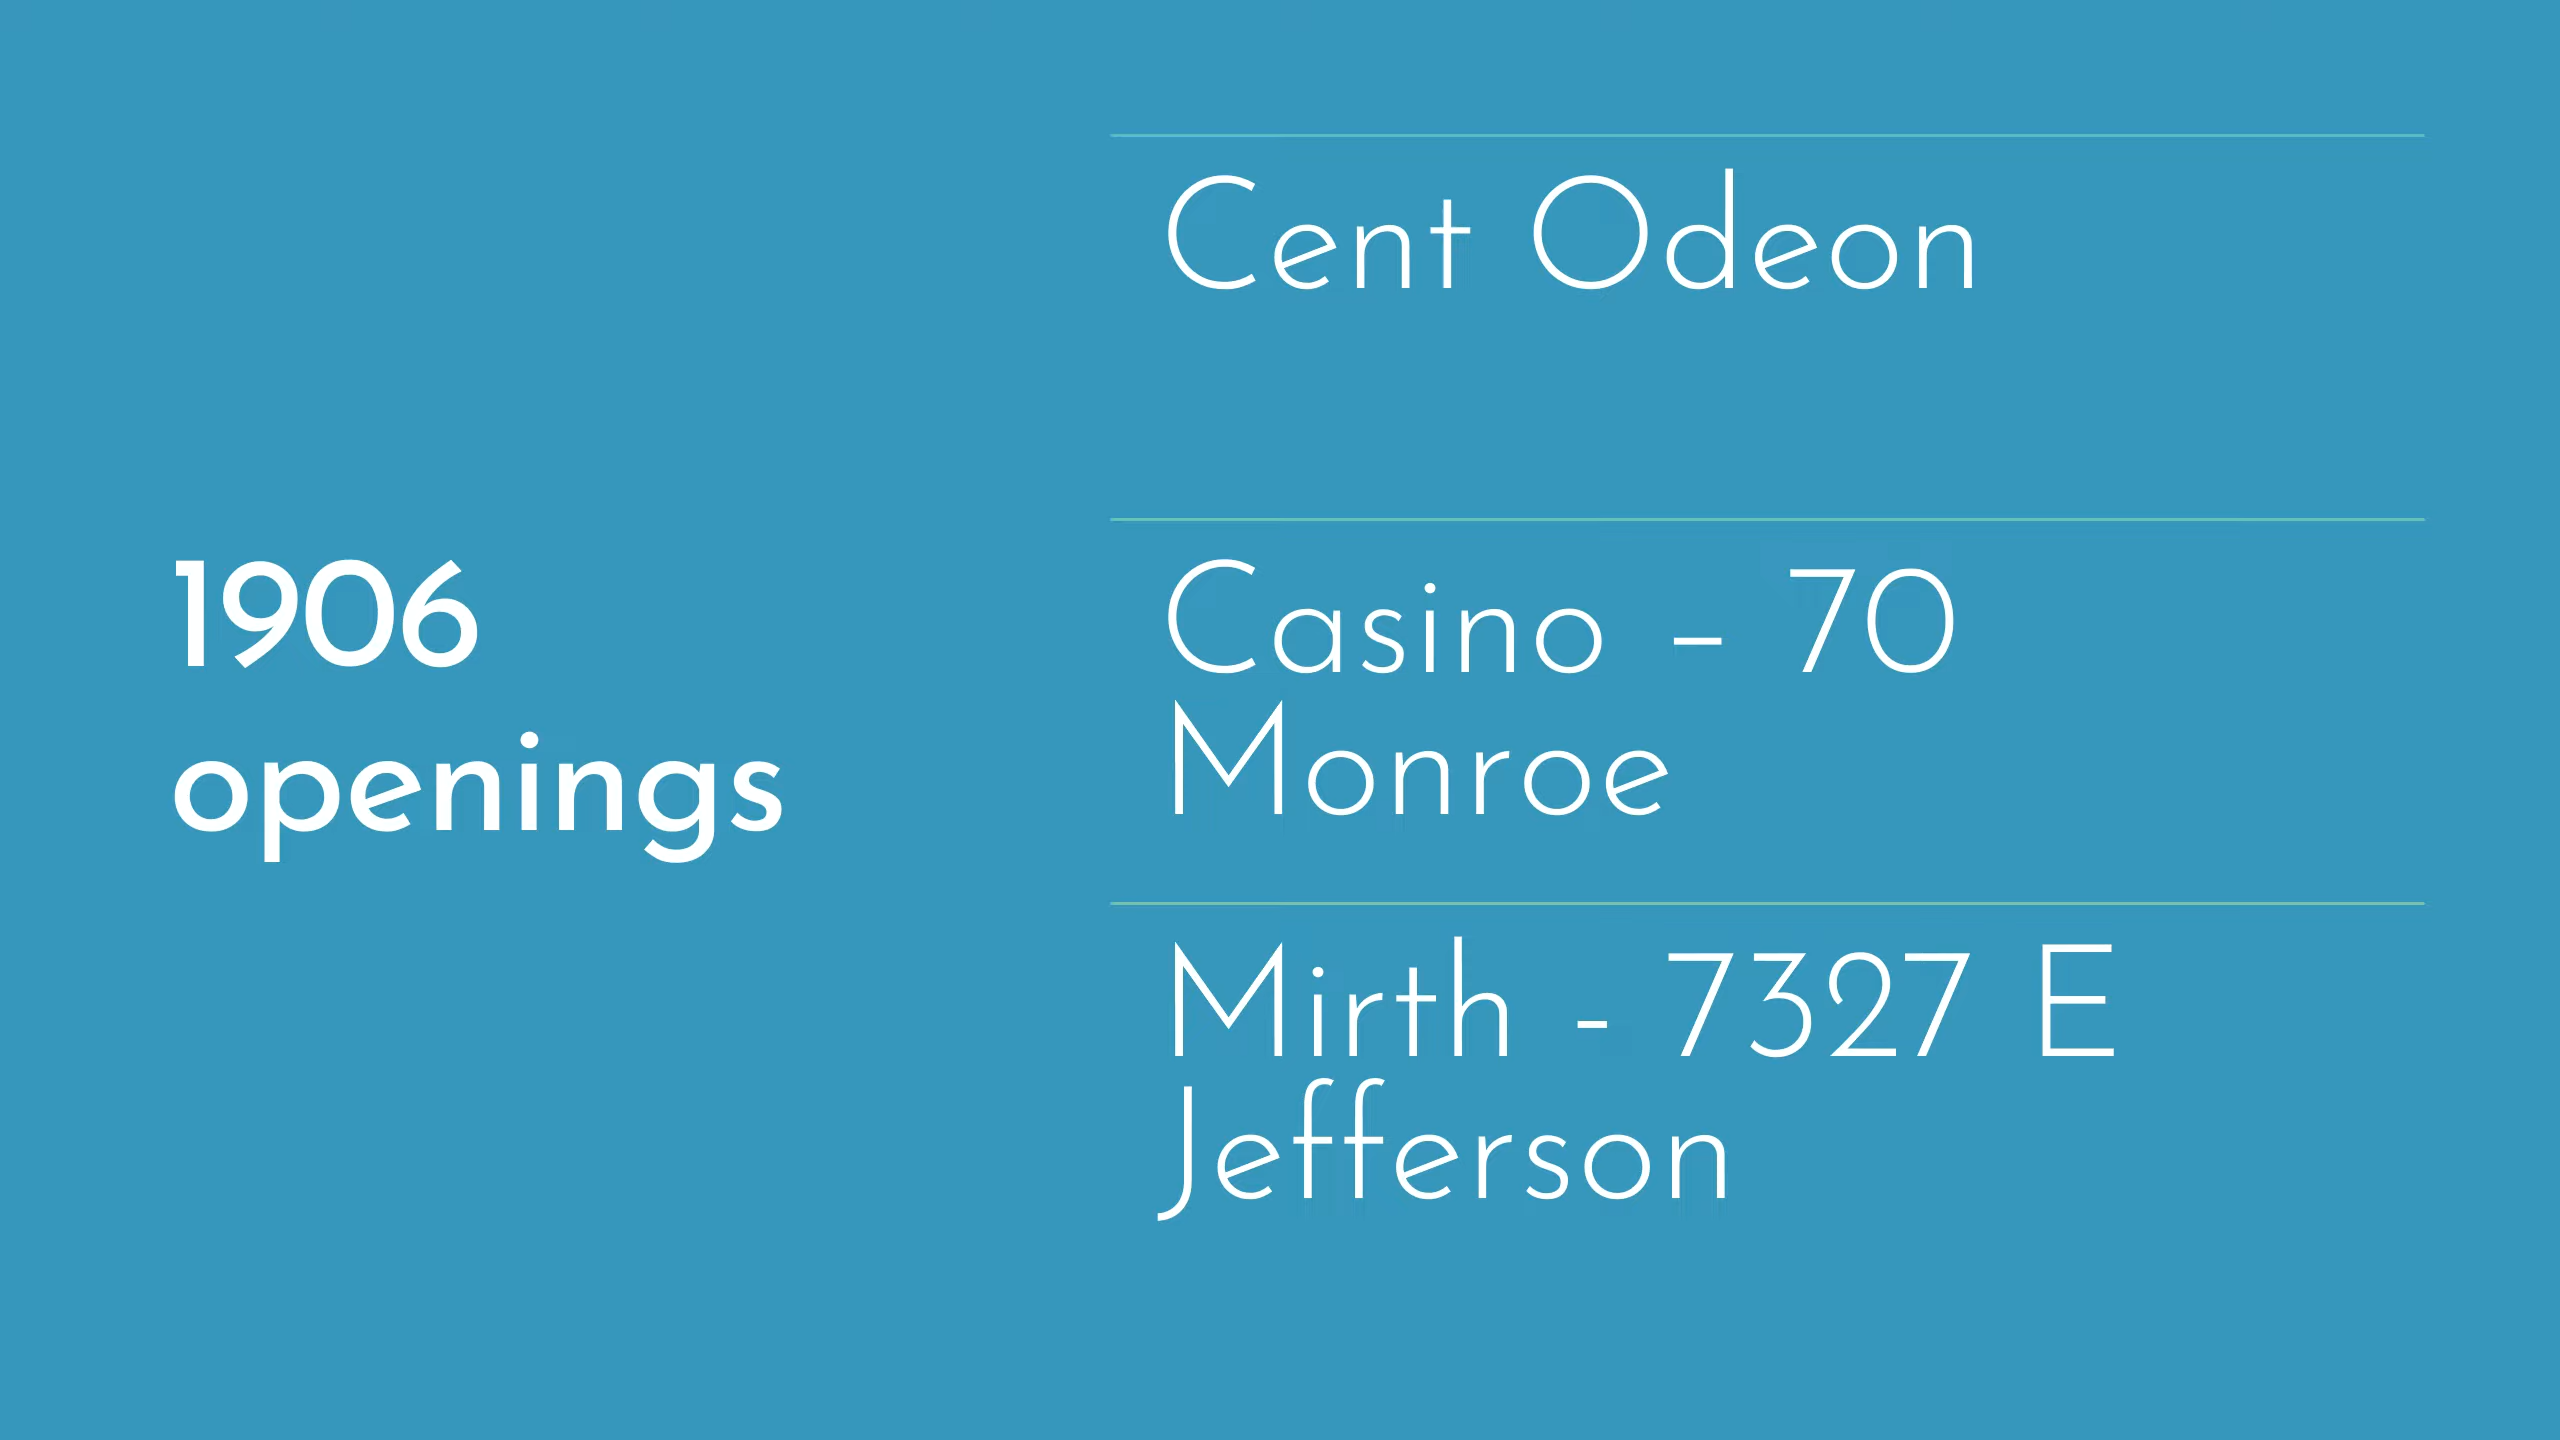 1906
openings
Cent Odeon
Casino – 70
Monroe
Mirth - 7327 E
Jefferson